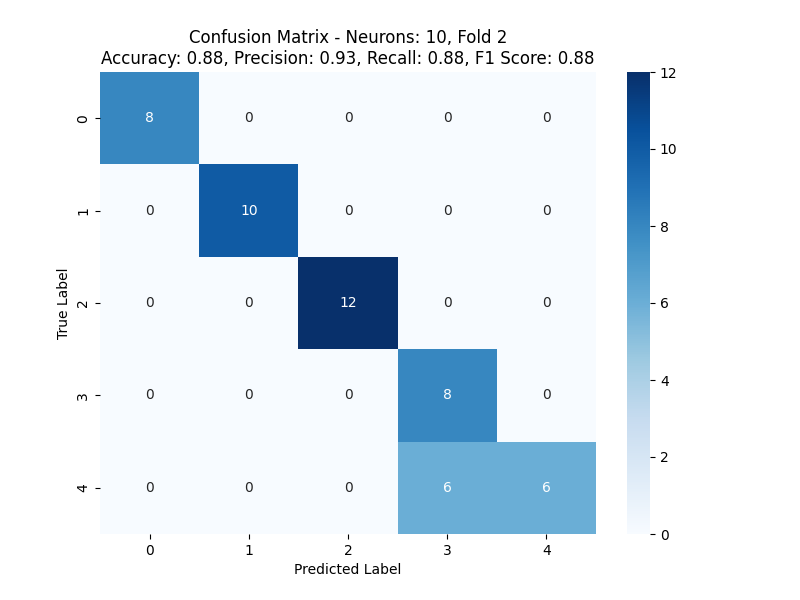 Confusion Matrix - Neurons: 10, Fold 2
Accuracy: 0.88, Precision: 0.93, Recall: 0.88, F1 Score: 0.88
True Label
0 8 0 0 0 0
1 0 10 0 0 0
2 0 0 12 0 0
3 0 0 0 8 0
4 0 0 0 6 6
0 1 2 3 4
Predicted Label
12
10
8
6
4
2
0